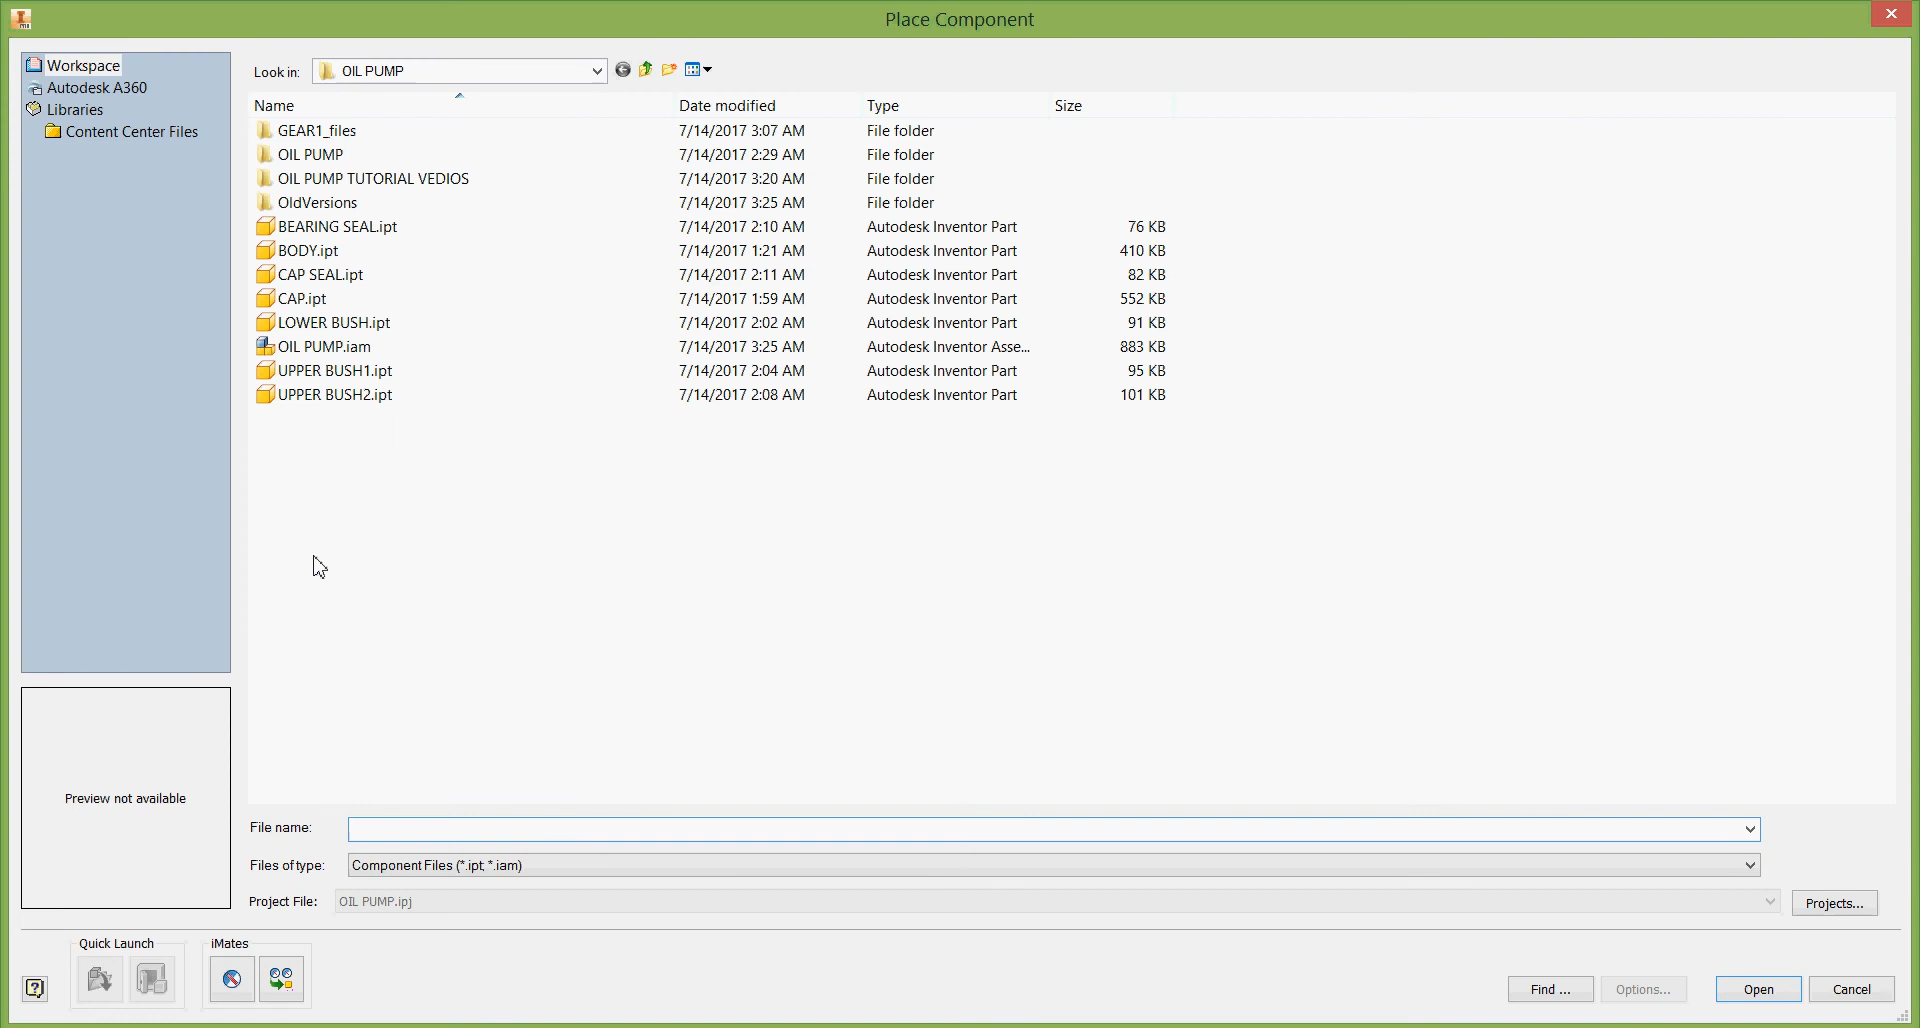 Place Component
Workspace
Autodesk A360
Libraries
Content Center Files
Look in: OIL PUMP
Name Date modified Type Size
GEAR1_files 7/14/2017 3:07 AM File folder
OIL PUMP 7/14/2017 2:29 AM File folder
OIL PUMP TUTORIAL VEDIOS 7/14/2017 3:20 AM File folder
OldVersions 7/14/2017 3:25 AM File folder
BEARING SEAL.ipt 7/14/2017 2:10 AM Autodesk Inventor Part 76 KB
BODY.ipt 7/14/2017 1:21 AM Autodesk Inventor Part 410 KB
CAP SEAL.ipt 7/14/2017 2:11 AM Autodesk Inventor Part 82 KB
CAP.ipt 7/14/2017 1:59 AM Autodesk Inventor Part 552 KB
LOWER BUSH.ipt 7/14/2017 2:02 AM Autodesk Inventor Part 91 KB
OIL PUMP.iam 7/14/2017 3:25 AM Autodesk Inventor Asse... 883 KB
UPPER BUSH1.ipt 7/14/2017 2:04 AM Autodesk Inventor Part 95 KB
UPPER BUSH2.ipt 7/14/2017 2:08 AM Autodesk Inventor Part 101 KB
Preview not available
File name:
Files of type: Component Files (*.ipt; *.iam)
Project File: OIL PUMP.ipj Projects...
Quick Launch iMates
Find ... Options... Open Cancel